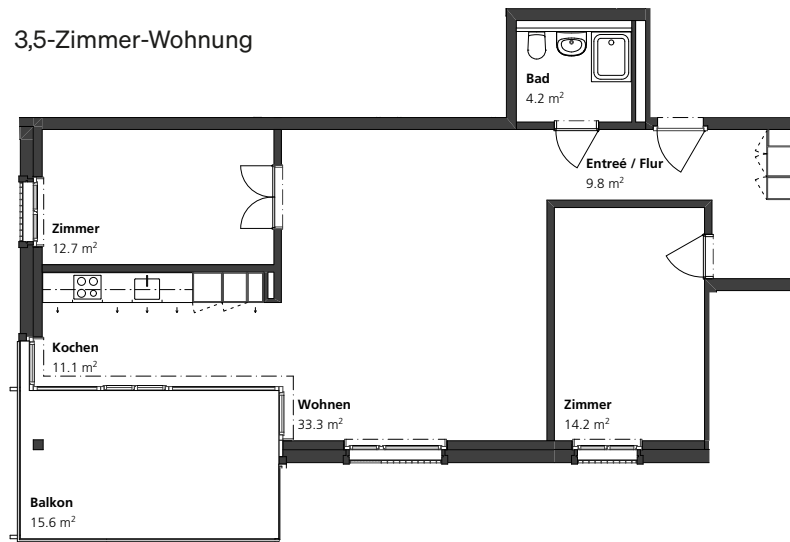 3,5-Zimmer-Wohnung
Bad
4.2 m²
Entreé / Flur
9.8 m²
Zimmer
12.7 m²
Kochen
11.1 m²
Wohnen
33.3 m²
Zimmer
14.2 m²
Balkon
15.6 m²